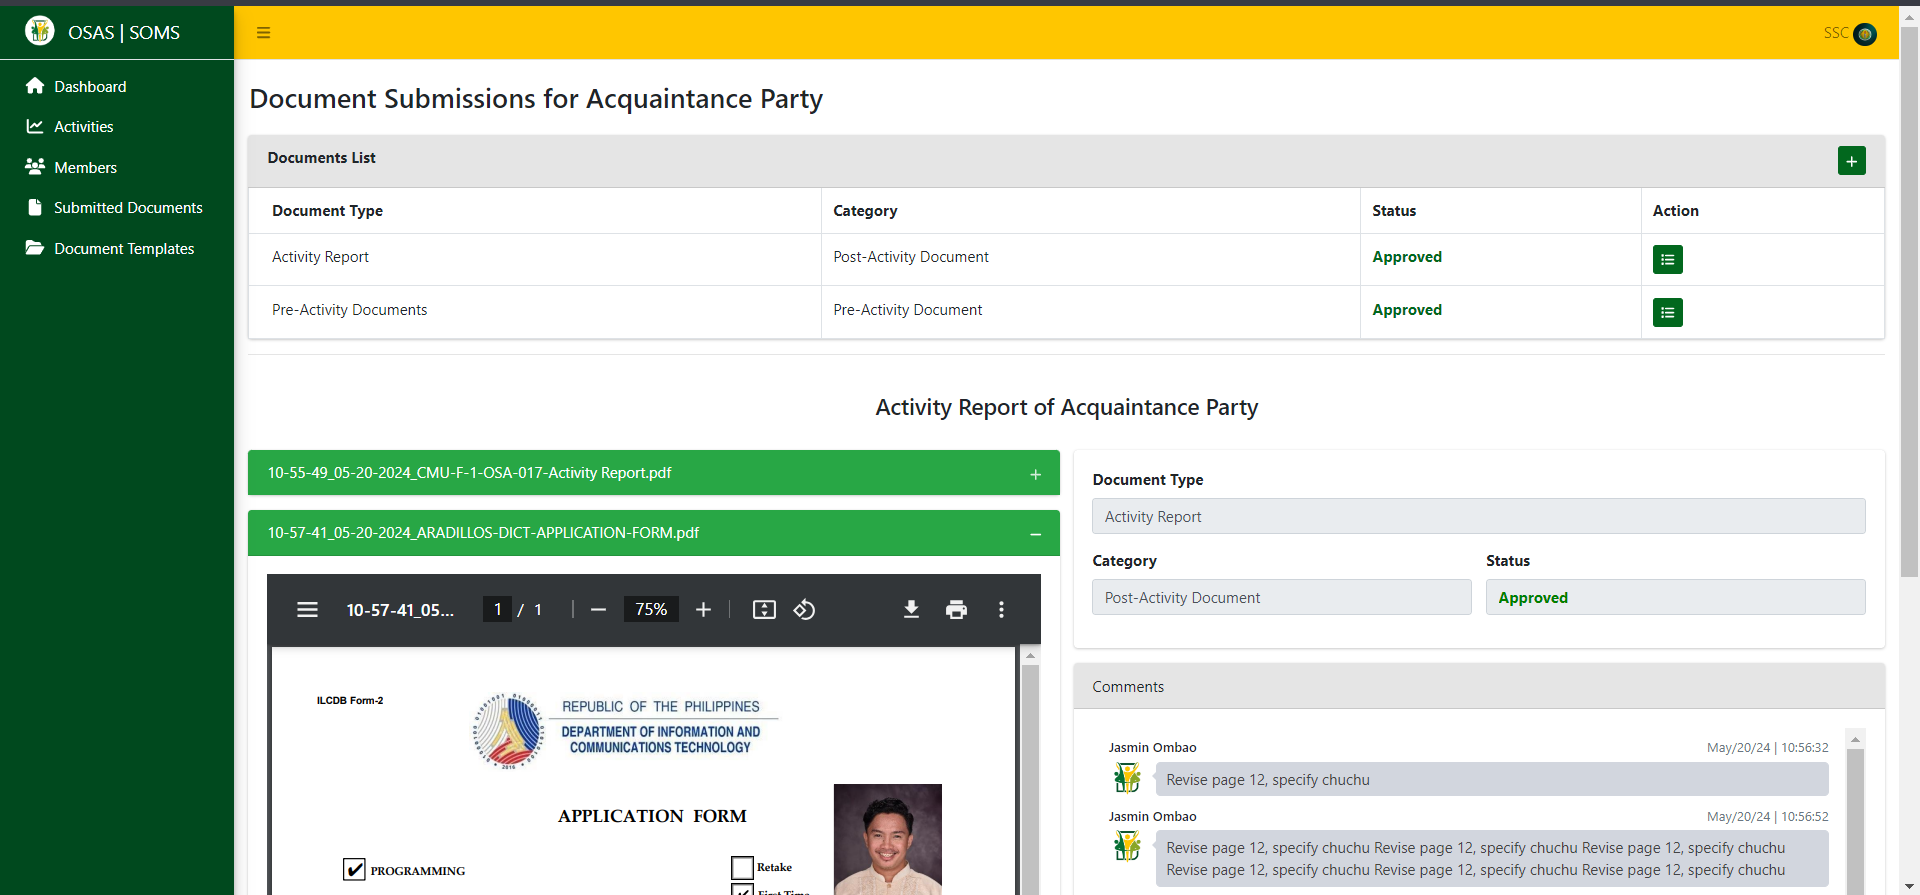 OSAS | SOMS
SSC
Dashboard
Activities
Members
Submitted Documents
Document Templates
Document Submissions for Acquaintance Party
Documents List
+
Document Type Category Status Action
Activity Report Post-Activity Document Approved
Pre-Activity Documents Pre-Activity Document Approved
Activity Report of Acquaintance Party
10-55-49_05-20-2024_CMU-F-1-OSA-017-Activity Report.pdf +
10-57-41_05-20-2024_ARADILLOS-DICT-APPLICATION-FORM.pdf −
10-57-41_05... 1 / 1 − 75% +
ILCDB Form-2
REPUBLIC OF THE PHILIPPINES
DEPARTMENT OF INFORMATION AND
COMMUNICATIONS TECHNOLOGY
2016
APPLICATION FORM
PROGRAMMING
Retake
First Time
Document Type
Activity Report
Category Status
Post-Activity Document Approved
Comments
Jasmin Ombao May/20/24 | 10:56:32
Revise page 12, specify chuchu
Jasmin Ombao May/20/24 | 10:56:52
Revise page 12, specify chuchu Revise page 12, specify chuchu Revise page 12, specify chuchu
Revise page 12, specify chuchu Revise page 12, specify chuchu Revise page 12, specify chuchu